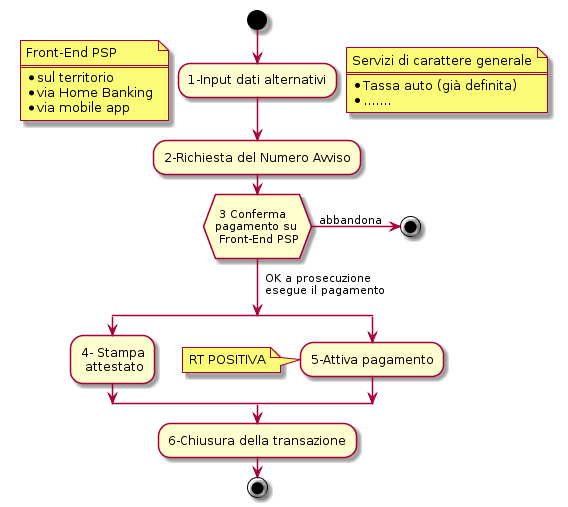 Front-End PSP
• sul territorio
• via Home Banking
• via mobile app
1-Input dati alternativi
Servizi di carattere generale
• Tassa auto (già definita)
• .......
2-Richiesta del Numero Avviso
3 Conferma
pagamento su
Front-End PSP
abbandona
OK a prosecuzione
esegue il pagamento
4- Stampa
attestato
RT POSITIVA
5-Attiva pagamento
6-Chiusura della transazione